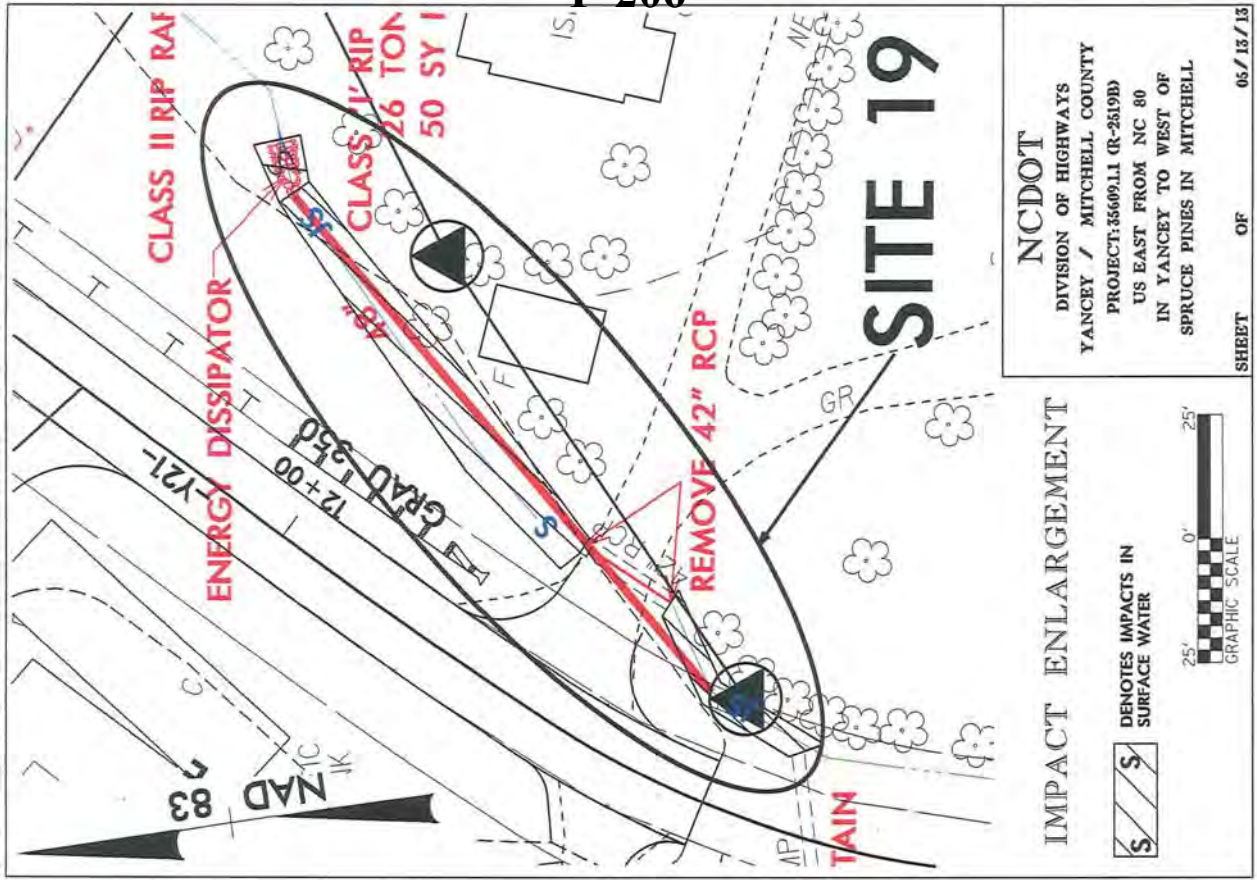 CLASS II RIP RAP
CLASS 'I' RIP
26 TON
50 SY
ENERGY DISSIPATOR
48"
-Y21-
12+00
GRAD 350
F
S
REMOVE 42" RCP
GR
NE
C
NAD 83
TAIN
SITE 19
IMPACT ENLARGEMENT
S S
DENOTES IMPACTS IN
SURFACE WATER
25' 0' 25'
GRAPHIC SCALE
NCDOT
DIVISION OF HIGHWAYS
YANCEY / MITCHELL COUNTY
PROJECT: 35609.1.1 (R-2519B)
US EAST FROM NC 80
IN YANCEY TO WEST OF
SPRUCE PINES IN MITCHELL
SHEET OF 05/13/13